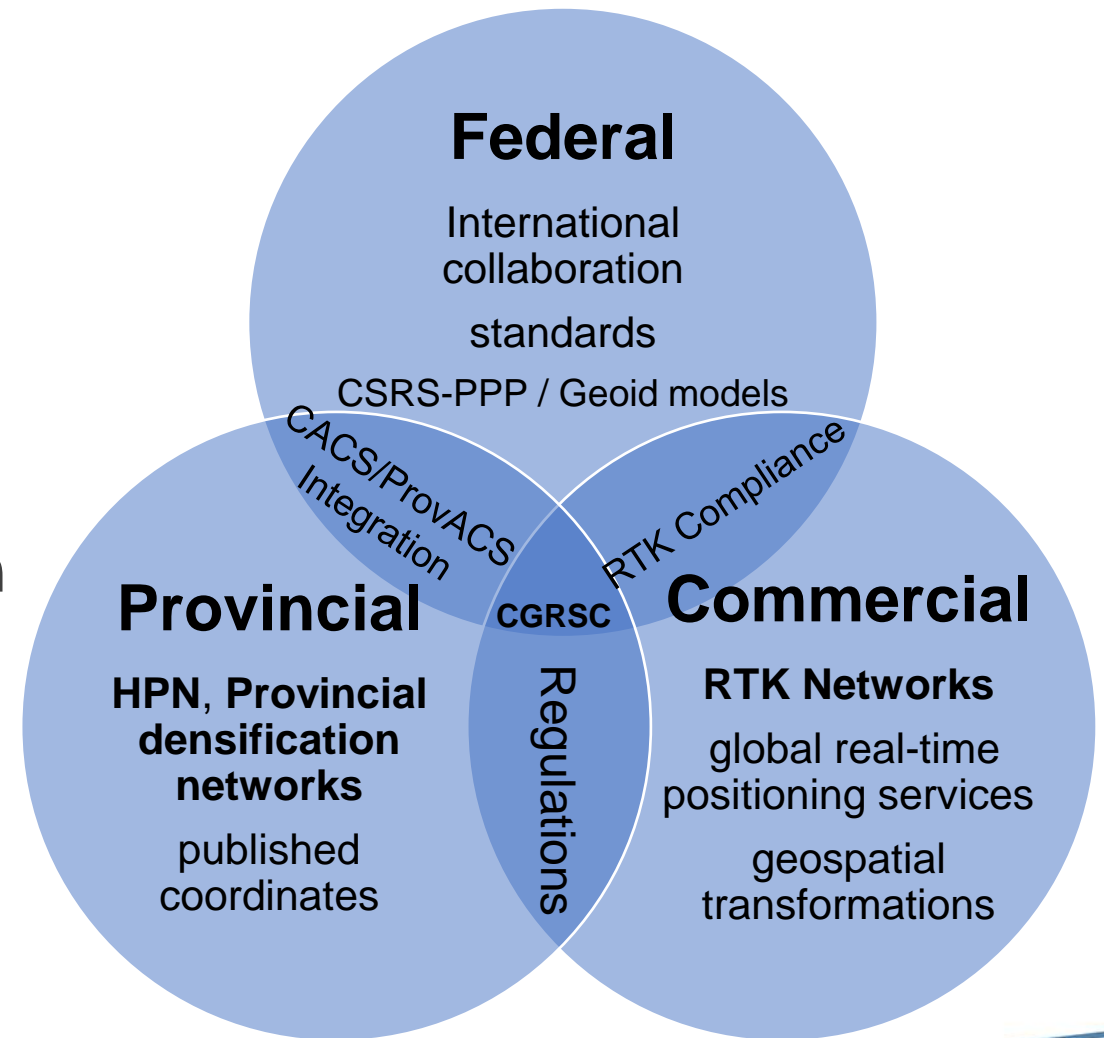 Federal
International
collaboration
standards
CSRS-PPP / Geoid models
CACS/ProvACS
Integration
RTK Compliance
CGRSC
Regulations
Provincial
HPN, Provincial
densification
networks
published
coordinates
Commercial
RTK Networks
global real-time
positioning services
geospatial
transformations